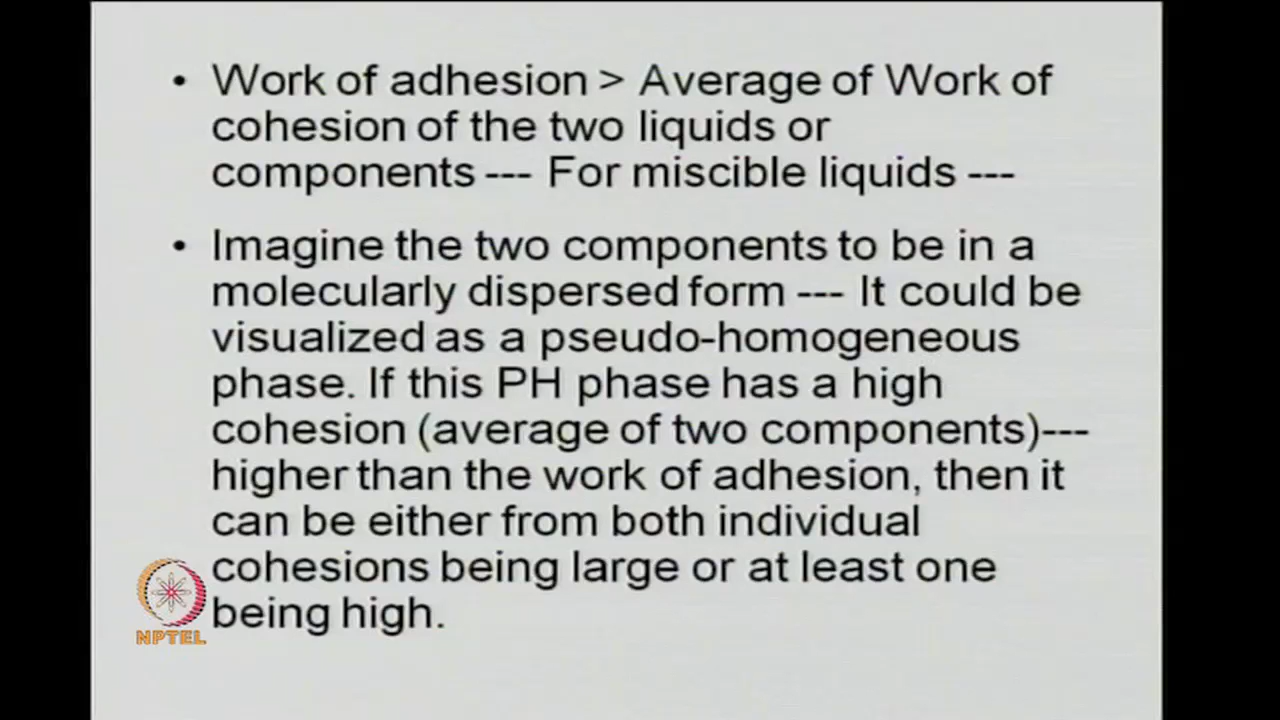 • Work of adhesion > Average of Work of
cohesion of the two liquids or
components --- For miscible liquids ---
• Imagine the two components to be in a
molecularly dispersed form --- It could be
visualized as a pseudo-homogeneous
phase. If this PH phase has a high
cohesion (average of two components)---
higher than the work of adhesion, then it
can be either from both individual
cohesions being large or at least one
being high.
NPTEL